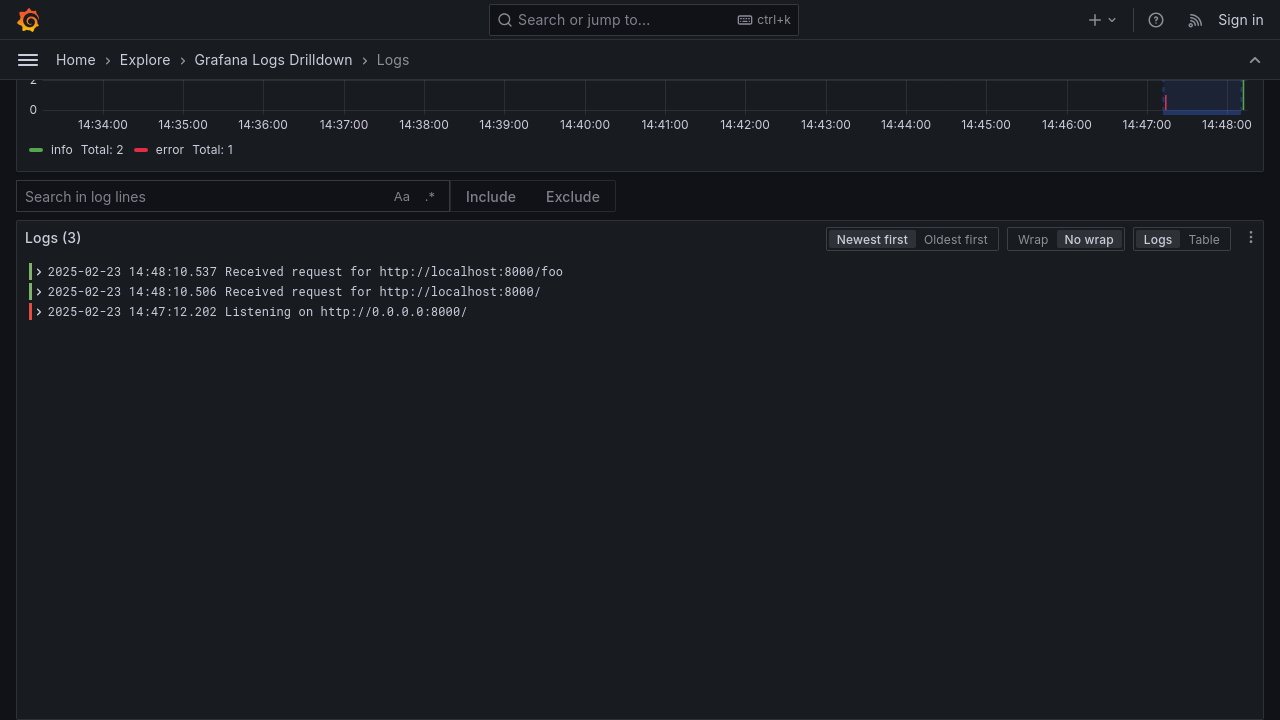 Search or jump to... ctrl+k Sign in
Home › Explore › Grafana Logs Drilldown › Logs
2
0
14:34:00 14:35:00 14:36:00 14:37:00 14:38:00 14:39:00 14:40:00 14:41:00 14:42:00 14:43:00 14:44:00 14:45:00 14:46:00 14:47:00 14:48:00
info Total: 2 error Total: 1
Search in log lines Aa .* Include Exclude
Logs (3) Newest first Oldest first Wrap No wrap Logs Table
2025-02-23 14:48:10.537 Received request for http://localhost:8000/foo
2025-02-23 14:48:10.506 Received request for http://localhost:8000/
2025-02-23 14:47:12.202 Listening on http://0.0.0.0:8000/